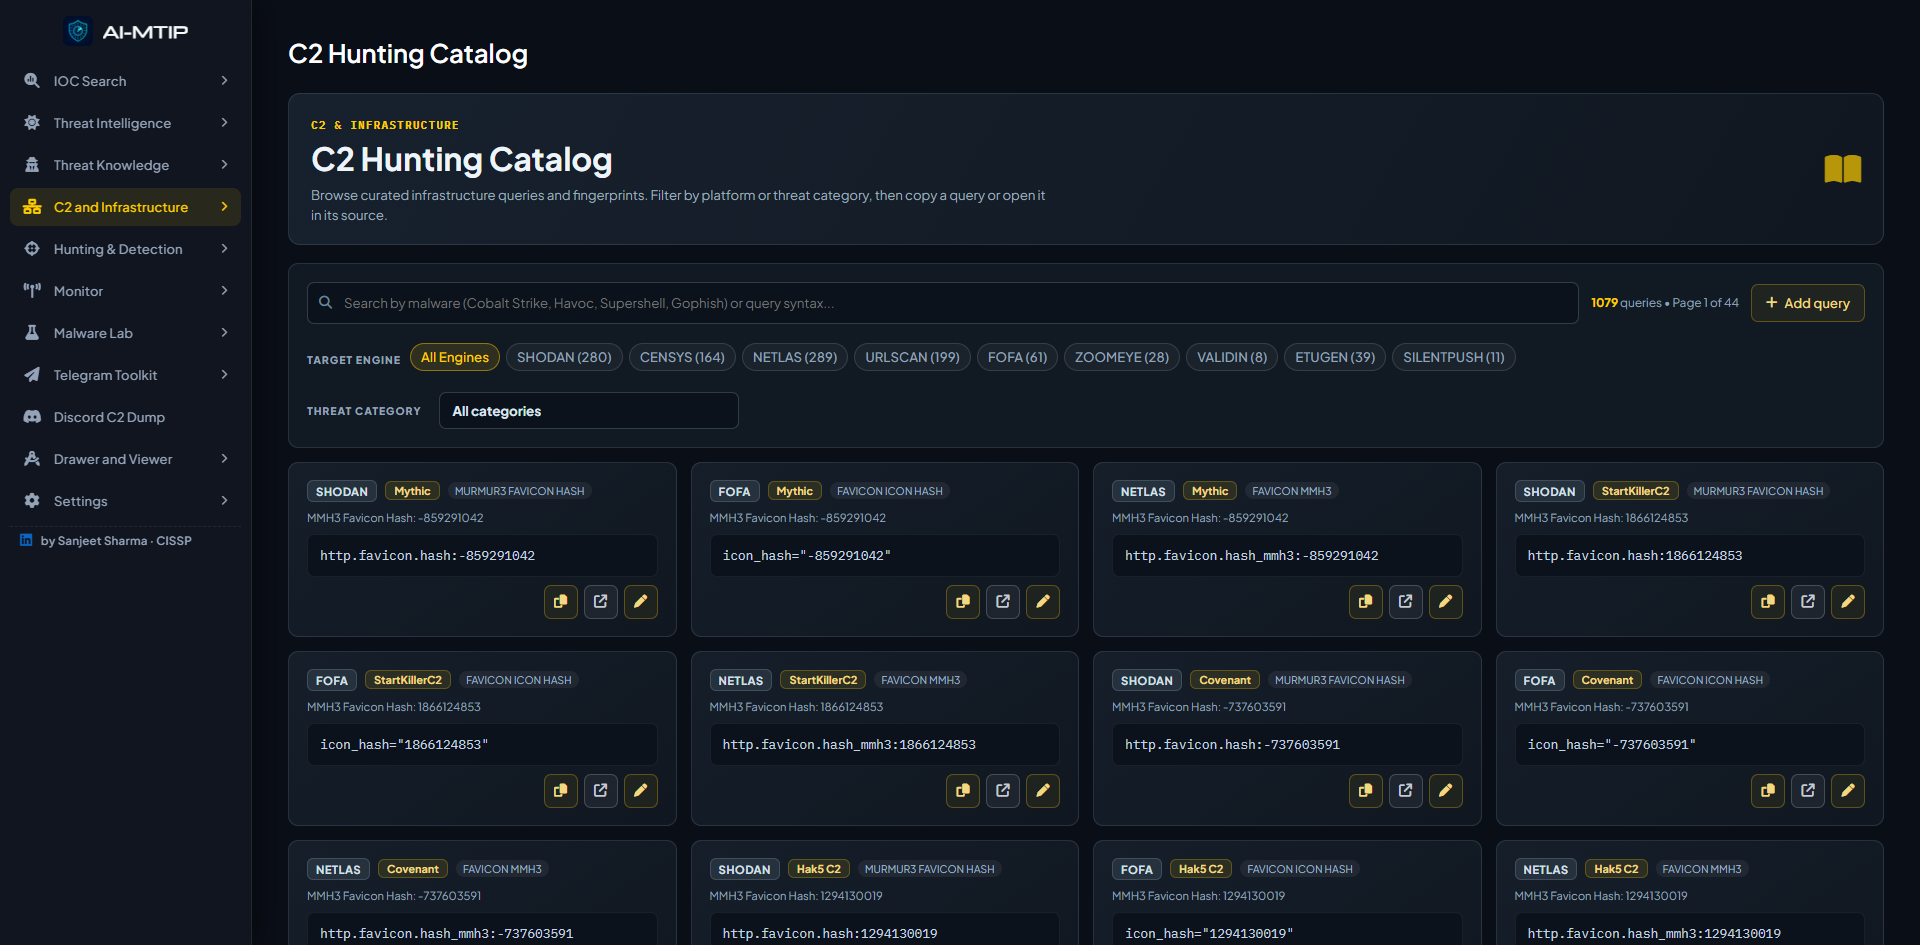 AI-MTIP
IOC Search
Threat Intelligence
Threat Knowledge
C2 and Infrastructure
Hunting & Detection
Monitor
Malware Lab
Telegram Toolkit
Discord C2 Dump
Drawer and Viewer
Settings
by Sanjeet Sharma · CISSP
C2 Hunting Catalog
C2 & INFRASTRUCTURE
C2 Hunting Catalog
Browse curated infrastructure queries and fingerprints. Filter by platform or threat category, then copy a query or open it
in its source.
Search by malware (Cobalt Strike, Havoc, Supershell, Gophish) or query syntax...
1079 queries • Page 1 of 44
+ Add query
TARGET ENGINE All Engines SHODAN (280) CENSYS (164) NETLAS (289) URLSCAN (199) FOFA (61) ZOOMEYE (28) VALIDIN (8) ETUGEN (39) SILENTPUSH (11)
THREAT CATEGORY All categories
SHODAN Mythic MURMUR3 FAVICON HASH
MMH3 Favicon Hash: -859291042
http.favicon.hash:-859291042
FOFA Mythic FAVICON ICON HASH
MMH3 Favicon Hash: -859291042
icon_hash="-859291042"
NETLAS Mythic FAVICON MMH3
MMH3 Favicon Hash: -859291042
http.favicon.hash_mmh3:-859291042
SHODAN StartKillerC2 MURMUR3 FAVICON HASH
MMH3 Favicon Hash: 1866124853
http.favicon.hash:1866124853
FOFA StartKillerC2 FAVICON ICON HASH
MMH3 Favicon Hash: 1866124853
icon_hash="1866124853"
NETLAS StartKillerC2 FAVICON MMH3
MMH3 Favicon Hash: 1866124853
http.favicon.hash_mmh3:1866124853
SHODAN Covenant MURMUR3 FAVICON HASH
MMH3 Favicon Hash: -737603591
http.favicon.hash:-737603591
FOFA Covenant FAVICON ICON HASH
MMH3 Favicon Hash: -737603591
icon_hash="-737603591"
NETLAS Covenant FAVICON MMH3
MMH3 Favicon Hash: -737603591
http.favicon.hash_mmh3:-737603591
SHODAN Hak5 C2 MURMUR3 FAVICON HASH
MMH3 Favicon Hash: 1294130019
http.favicon.hash:1294130019
FOFA Hak5 C2 FAVICON ICON HASH
MMH3 Favicon Hash: 1294130019
icon_hash="1294130019"
NETLAS Hak5 C2 FAVICON MMH3
MMH3 Favicon Hash: 1294130019
http.favicon.hash_mmh3:1294130019